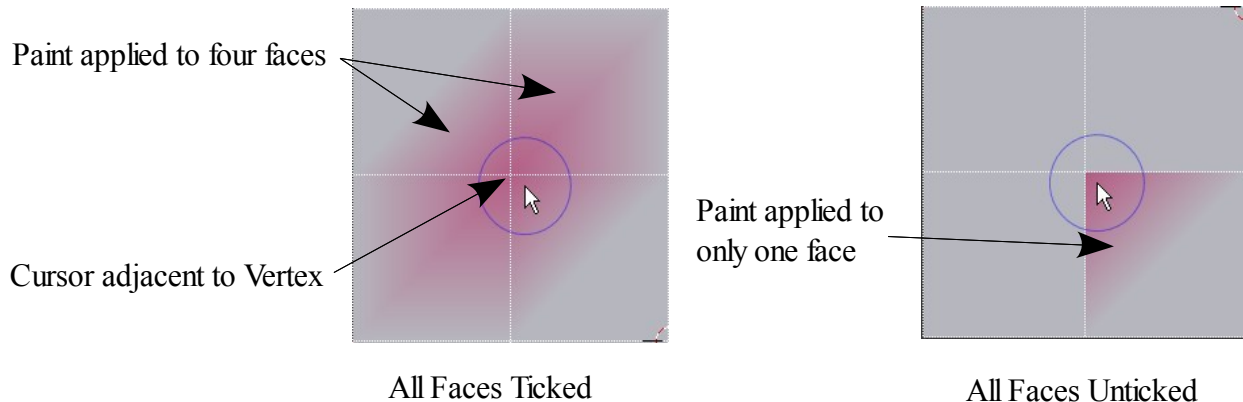 Paint applied to four faces
Cursor adjacent to Vertex
All Faces Ticked
Paint applied to
only one face
All Faces Unticked